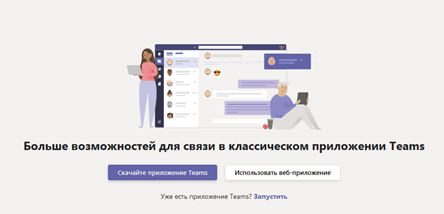 Больше возможностей для связи в классическом приложении Teams
Скачайте приложение Teams
Использовать веб-приложение
Уже есть приложение Teams? Запустить